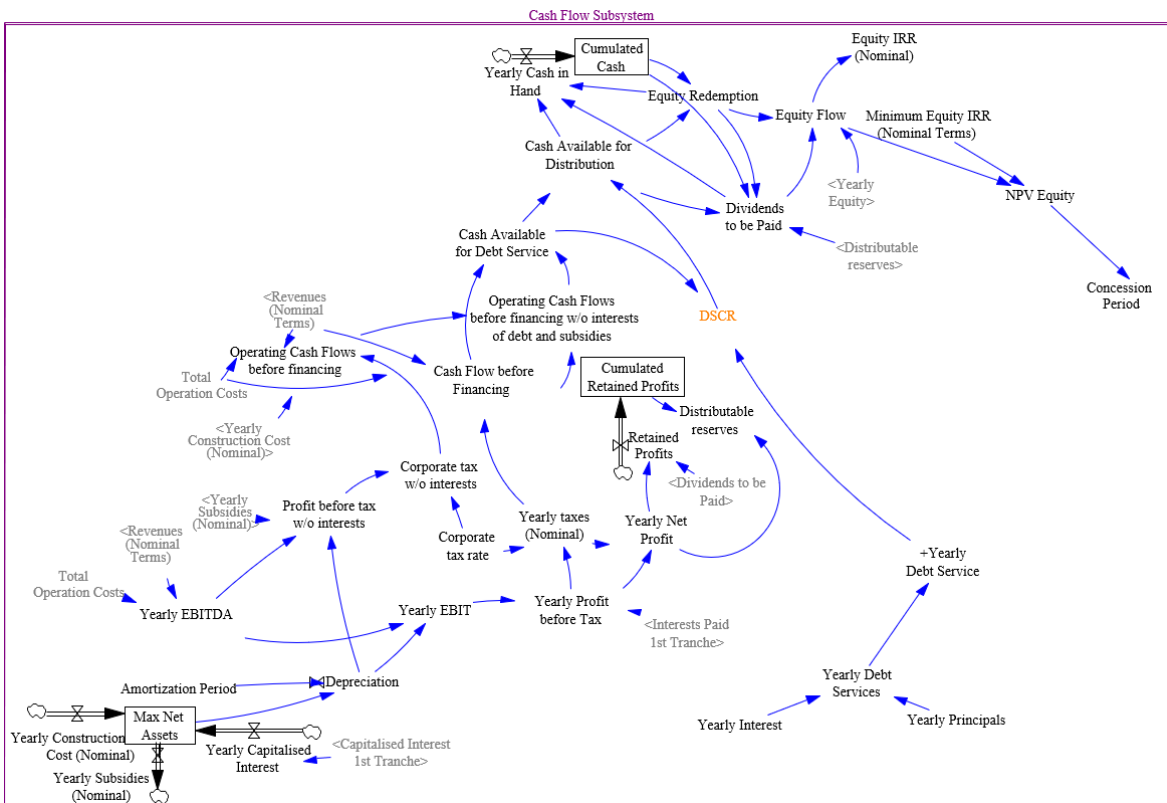 Cash Flow Subsystem
Cumulated
Cash
Yearly Cash in
Hand
Equity IRR
(Nominal)
Equity Redemption
Equity Flow
Minimum Equity IRR
(Nominal Terms)
Cash Available for
Distribution
<Yearly
Equity>
NPV Equity
Dividends
to be Paid
<Distributable
reserves>
Cash Available
for Debt Service
Concession
Period
<Revenues
(Nominal
Terms)
Operating Cash Flows
before financing w/o interests
of debt and subsidies
DSCR
Operating Cash Flows
before financing
Cash Flow before
Financing
Total
Operation Costs
Cumulated
Retained Profits
Distributable
reserves
<Yearly
Construction Cost
(Nominal)>
Retained
Profits
Corporate tax
w/o interests
<Dividends to be
Paid>
<Yearly
Subsidies
(Nominal)>
Profit before tax
w/o interests
<Revenues
(Nominal
Terms)
Corporate
tax rate
Yearly taxes
(Nominal)
Yearly Net
Profit
+Yearly
Debt Service
Total
Operation Costs
Yearly EBITDA
Yearly EBIT
Yearly Profit
before Tax
<Interests Paid
1st Tranche>
Amortization Period
Depreciation
Yearly Debt
Services
Yearly Interest
Yearly Principals
Max Net
Assets
Yearly Construction
Cost (Nominal)
Yearly Capitalised
Interest
<Capitalised Interest
1st Tranche>
Yearly Subsidies
(Nominal)